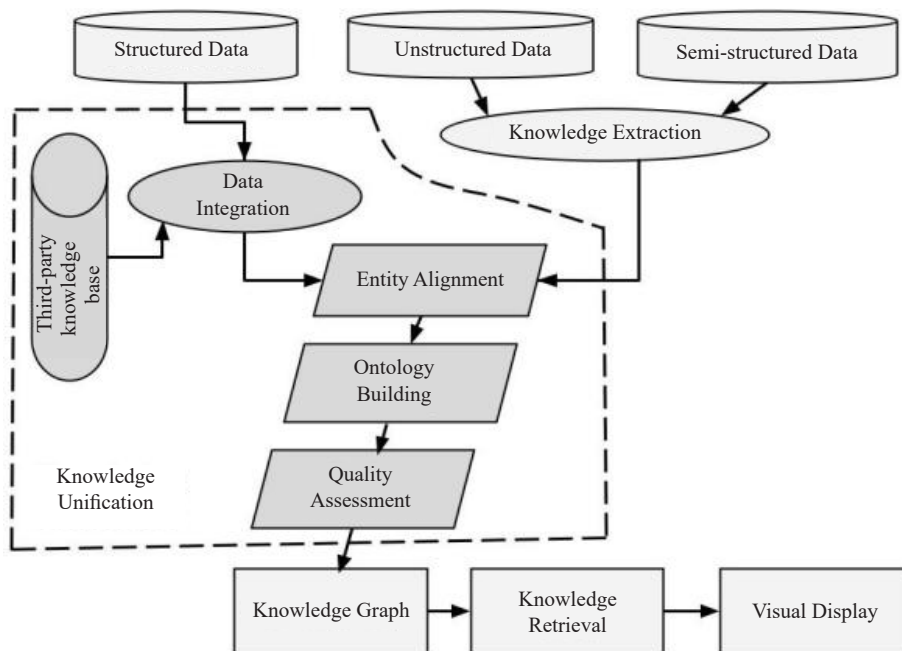 Structured Data
Unstructured Data
Semi-structured Data
Knowledge Extraction
Data
Integration
Third-party
knowledge
base
Entity Alignment
Ontology
Building
Quality
Assessment
Knowledge
Unification
Knowledge Graph
Knowledge
Retrieval
Visual Display